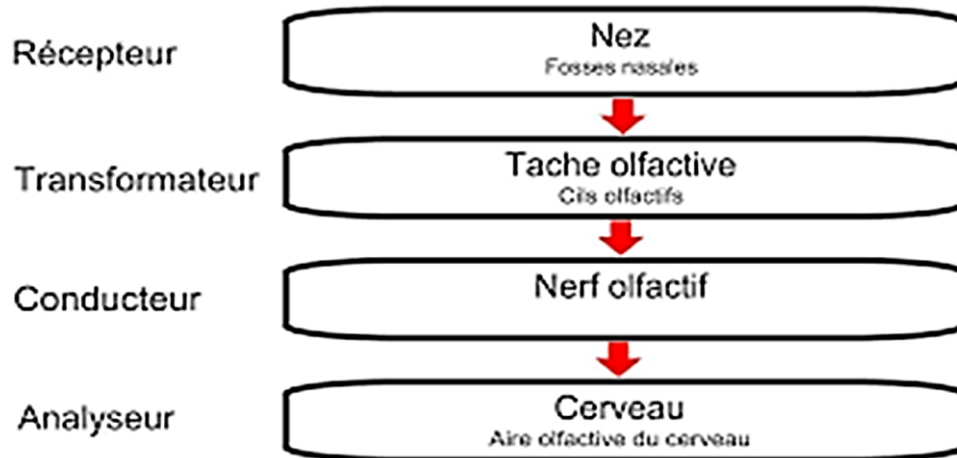 Récepteur
Nez
Fosses nasales
Transformateur
Tache olfactive
Cils olfactifs
Conducteur
Nerf olfactif
Analyseur
Cerveau
Aire olfactive du cerveau